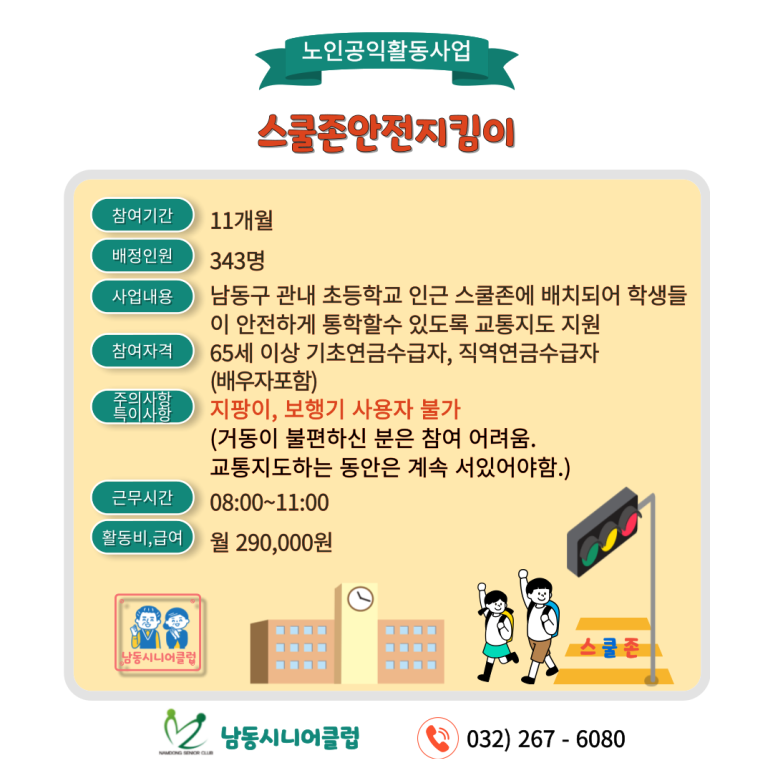 노인공익활동사업
스쿨존안전지킴이
참여기간
11개월
배정인원
343명
사업내용
남동구 관내 초등학교 인근 스쿨존에 배치되어 학생들
이 안전하게 통학할수 있도록 교통지도 지원
참여자격
65세 이상 기초연금수급자, 직역연금수급자
(배우자포함)
주의사항
특이사항
지팡이, 보행기 사용자 불가
(거동이 불편하신 분은 참여 어려움.
교통지도하는 동안은 계속 서있어야함.)
근무시간
08:00~11:00
활동비,급여
월 290,000원
남동시니어클럽
스쿨존
NAMDONG SENIOR CLUB
남동시니어클럽
032) 267 - 6080